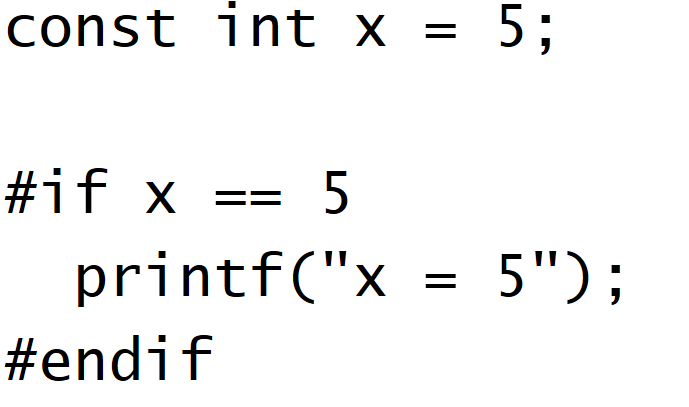 const int x = 5;
#if x == 5
  printf("x = 5");
#endif